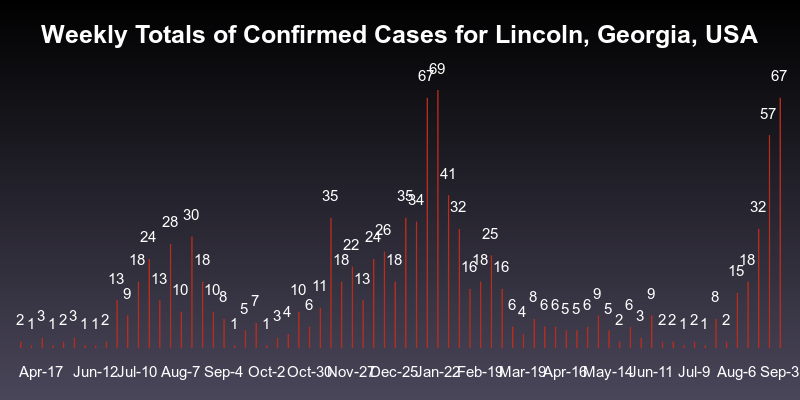 Weekly Totals of Confirmed Cases for Lincoln, Georgia, USA
2 1 3 1 2 3 1 1 2 13 9 18 24 13 28 10 30 18 10 8 1 5 7 1 3 4 10 6 11 35 18 22 13 24 26 18 35 34 67 69 41 32 16 18 25 16 6 4 8 6 6 5 5 6 9 5 2 6 3 9 2 2 1 2 1 8 2 15 18 32 57 67
Apr-17 Jun-12 Jul-10 Aug-7 Sep-4 Oct-2 Oct-30 Nov-27 Dec-25 Jan-22 Feb-19 Mar-19 Apr-16 May-14 Jun-11 Jul-9 Aug-6 Sep-3